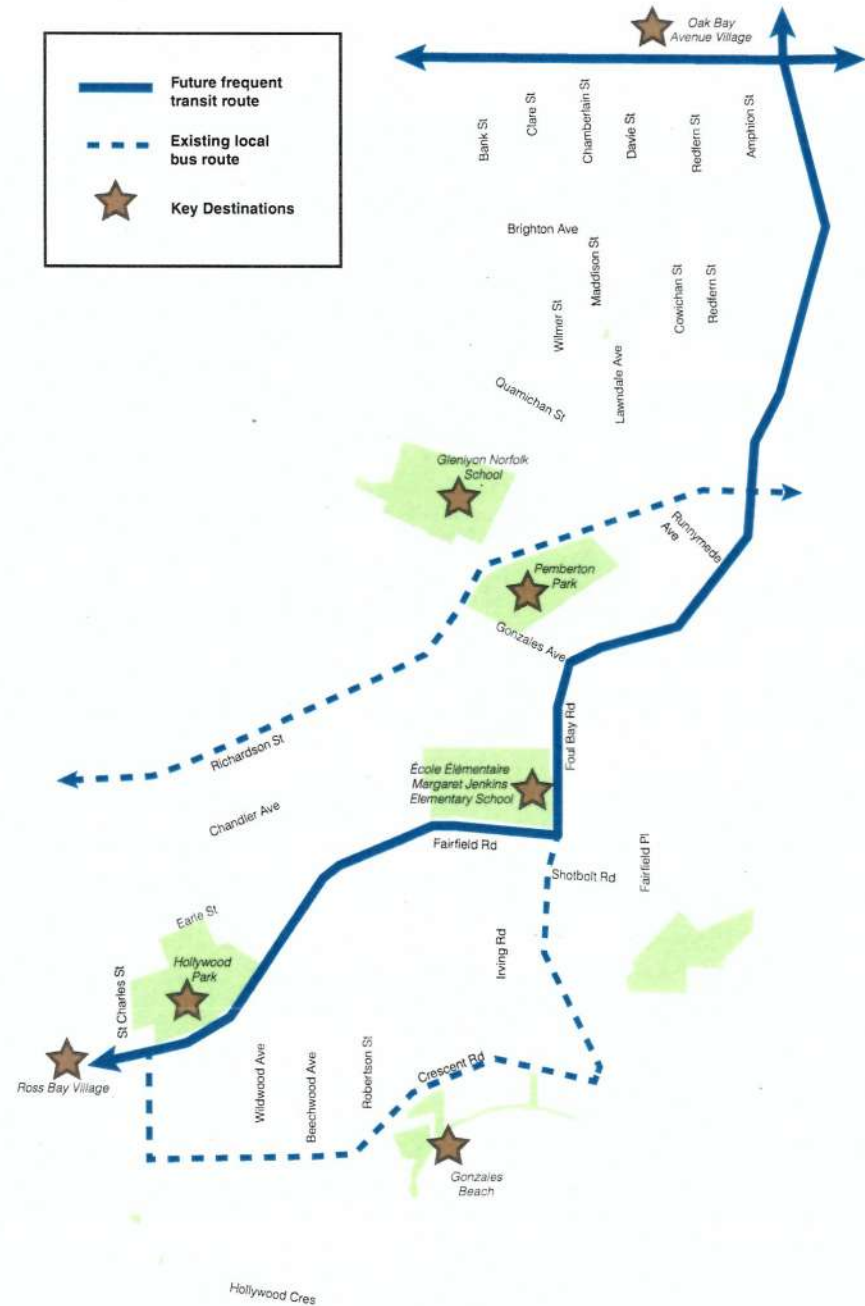 Oak Bay
Avenue Village
Future frequent
transit route
Existing local
bus route
Key Destinations
Bank St
Clare St
Chamberlain St
Davie St
Redfern St
Amphion St
Brighton Ave
Maddison St
Wilmer St
Cowichan St
Redfern St
Lawndale Ave
Quamichan St
Glenlyon Norfolk
School
Runnymede
Ave
Pemberton
Park
Gonzales Ave
Foul Bay Rd
Richardson St
École Élémentaire
Margaret Jenkins
Elementary School
Chandler Ave
Fairfield Rd
Shotbolt Rd
Fairfield Pl
Earle St
Irving Rd
Hollywood
Park
St Charles St
Ross Bay Village
Wildwood Ave
Beechwood Ave
Robertson St
Crescent Rd
Gonzales
Beach
Hollywood Cres